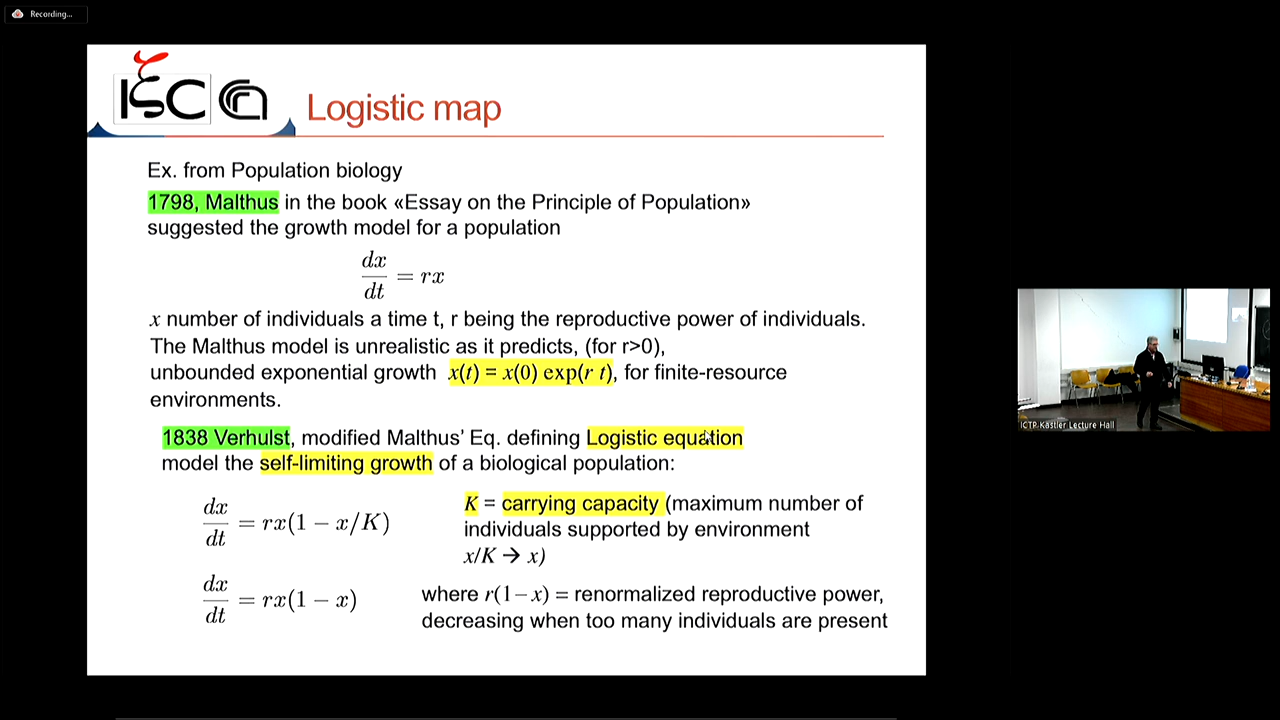 Recording...
ISC
Logistic map
Ex. from Population biology
1798, Malthus in the book «Essay on the Principle of Population»
suggested the growth model for a population
dx/dt = rx
x number of individuals a time t, r being the reproductive power of individuals.
The Malthus model is unrealistic as it predicts, (for r>0),
unbounded exponential growth x(t) = x(0) exp(r t), for finite-resource
environments.
1838 Verhulst, modified Malthus' Eq. defining Logistic equation
model the self-limiting growth of a biological population:
dx/dt = rx(1 − x/K)
K = carrying capacity (maximum number of
individuals supported by environment
x/K → x)
dx/dt = rx(1 − x)
where r(1−x) = renormalized reproductive power,
decreasing when too many individuals are present
ICTP Kastler Lecture Hall